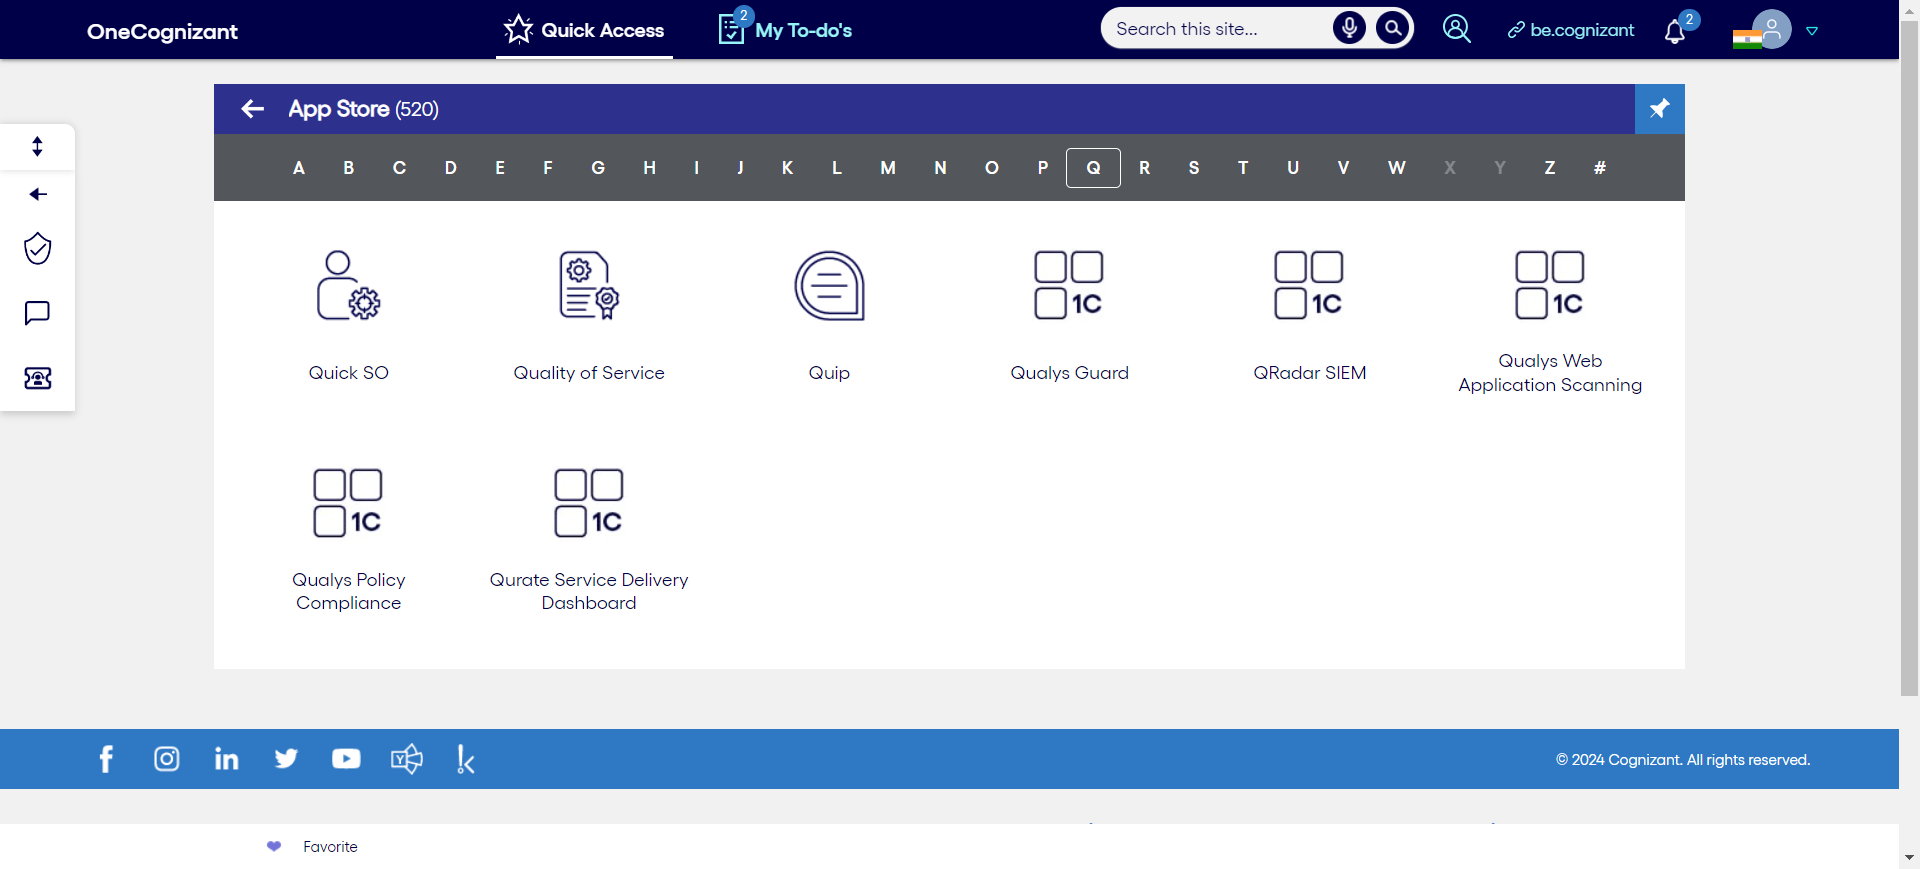 OneCognizant
Quick Access
2
My To-do's
Search this site...
be.cognizant
2
App Store (520)
A B C D E F G H I J K L M N O P Q R S T U V W X Y Z #
1C
1C
1C
Quick SO
Quality of Service
Quip
Qualys Guard
QRadar SIEM
Qualys Web
Application Scanning
1C
1C
Qualys Policy
Compliance
Qurate Service Delivery
Dashboard
© 2024 Cognizant. All rights reserved.
Favorite